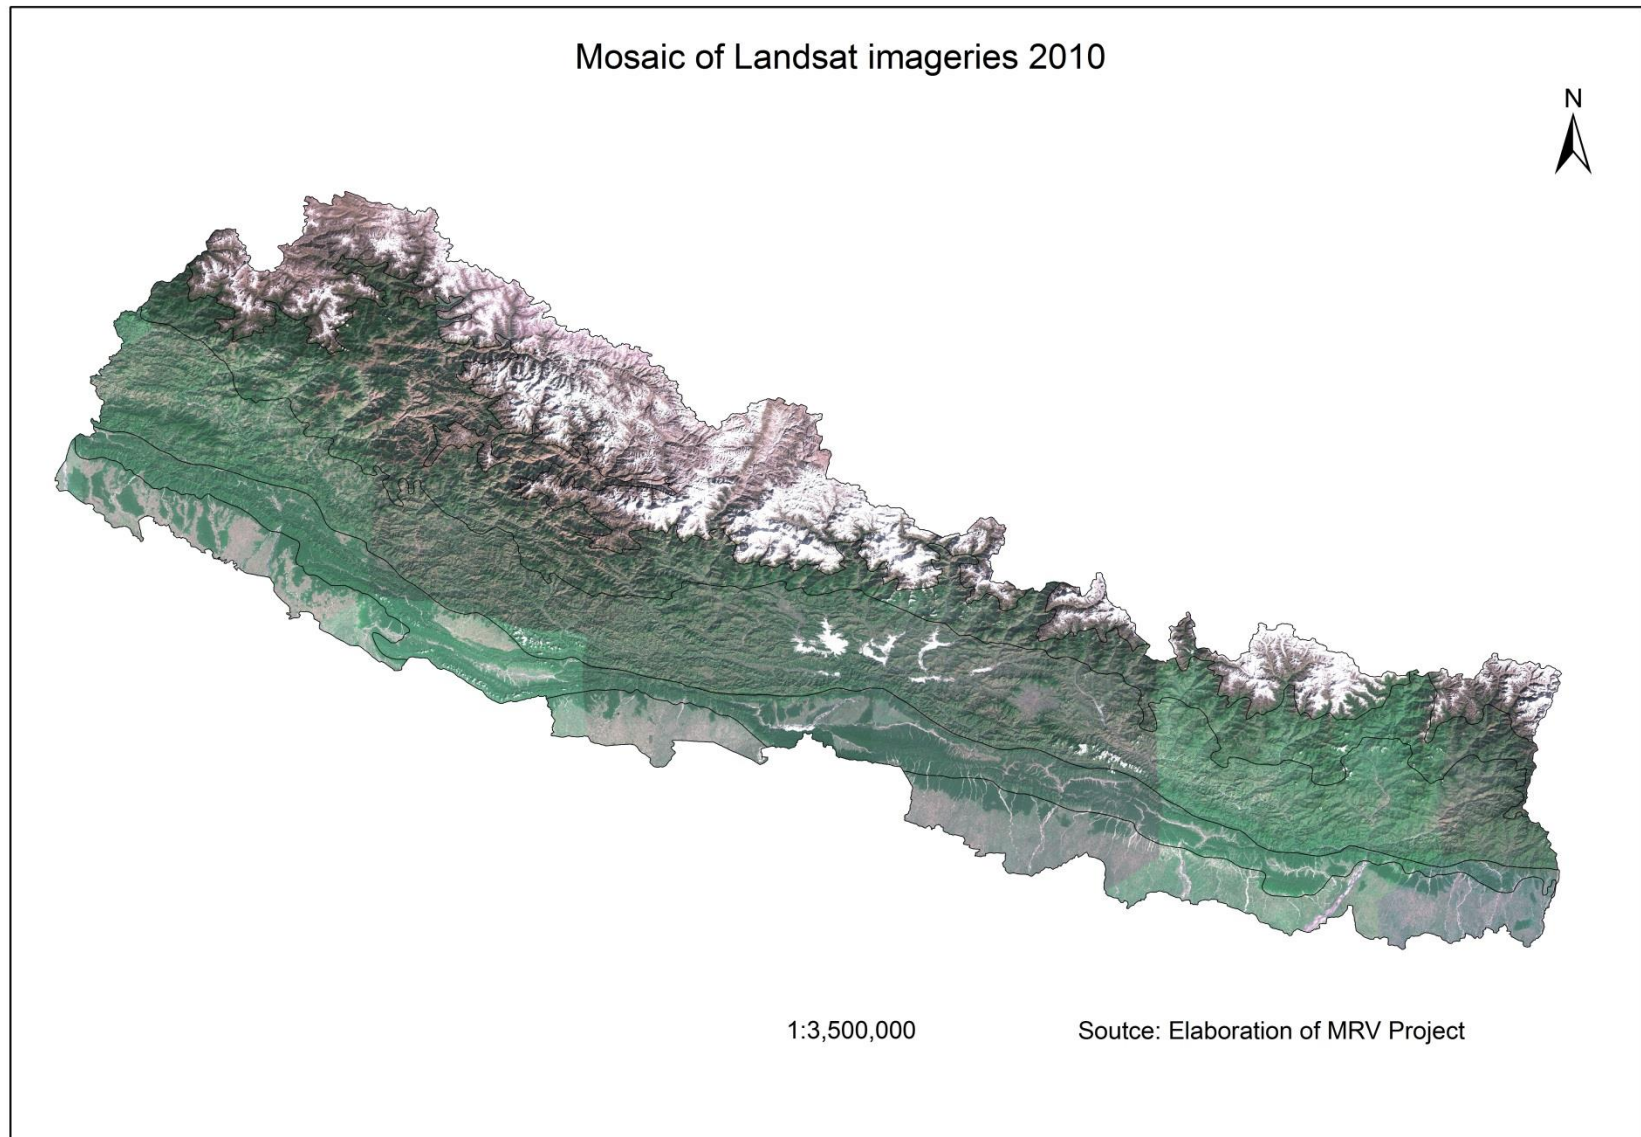 Mosaic of Landsat imageries 2010
N
1:3,500,000
Soutce: Elaboration of MRV Project